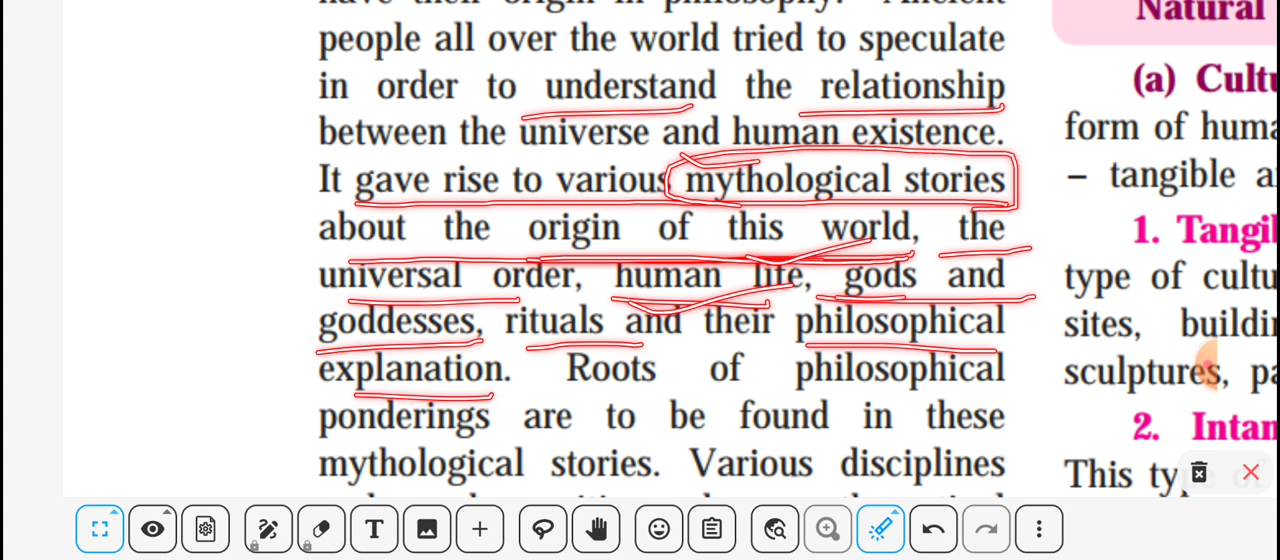 people all over the world tried to speculate
in order to understand the relationship
between the universe and human existence.
It gave rise to various mythological stories
about the origin of this world, the
universal order, human life, gods and
goddesses, rituals and their philosophical
explanation. Roots of philosophical
ponderings are to be found in these
mythological stories. Various disciplines
Natural
(a) Cultu
form of huma
– tangible a
1. Tangil
type of cultu
sites, buildi
sculptures, pa
2. Intan
This ty
T